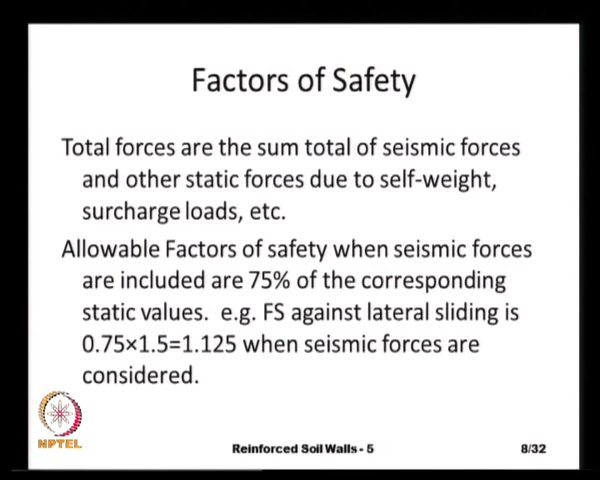 Factors of Safety
Total forces are the sum total of seismic forces
and other static forces due to self-weight,
surcharge loads, etc.
Allowable Factors of safety when seismic forces
are included are 75% of the corresponding
static values. e.g. FS against lateral sliding is
0.75×1.5=1.125 when seismic forces are
considered.
NPTEL
Reinforced Soil Walls - 5
8/32